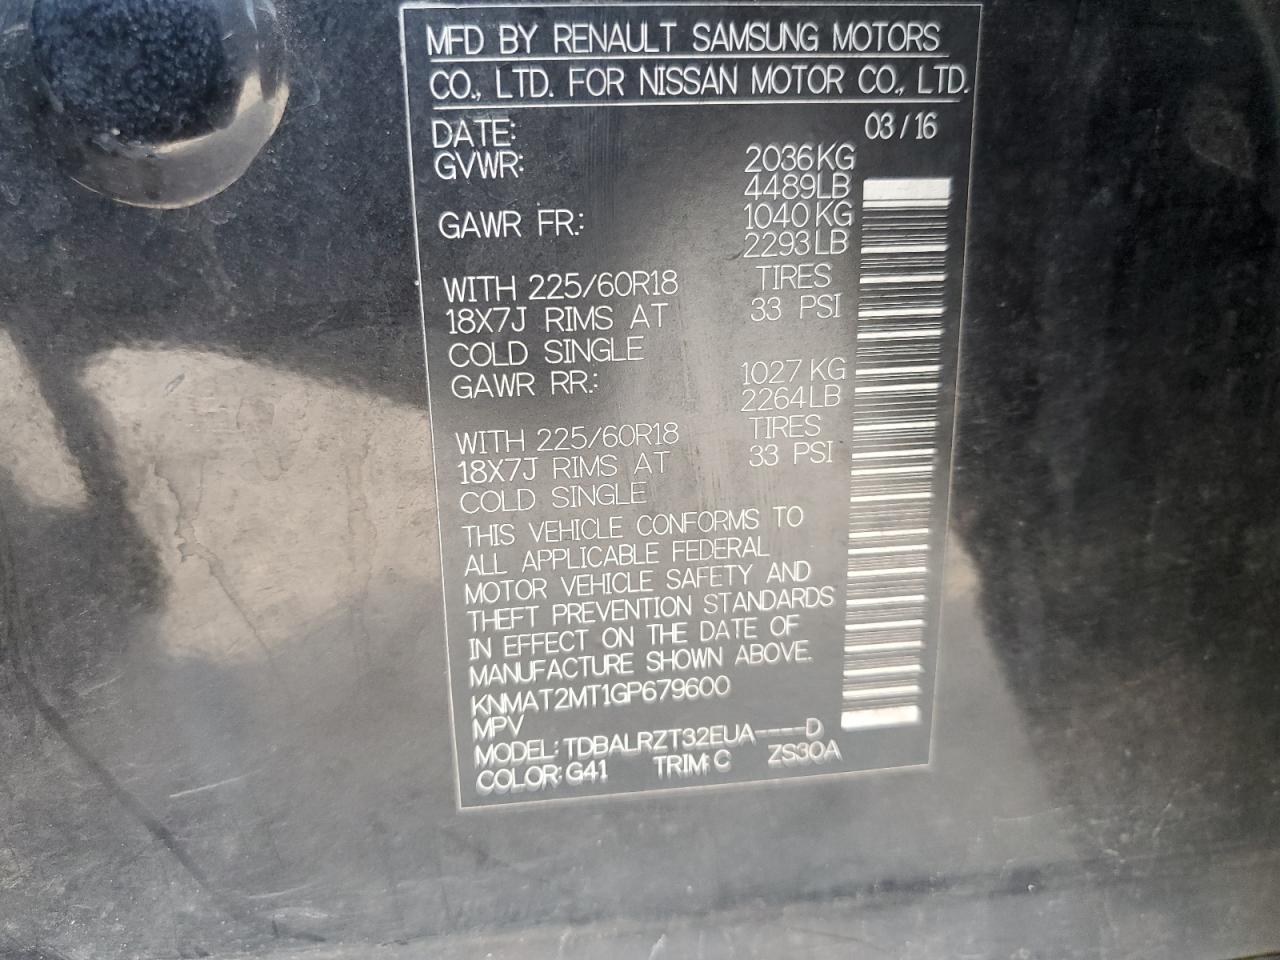 MFD BY RENAULT SAMSUNG MOTORS
CO., LTD. FOR NISSAN MOTOR CO., LTD.
DATE: 03/16
GVWR: 2036KG
4489LB
GAWR FR.: 1040KG
2293LB
WITH 225/60R18 TIRES
18X7J RIMS AT 33 PSI
COLD SINGLE
GAWR RR.: 1027KG
2264LB
WITH 225/60R18 TIRES
18X7J RIMS AT 33 PSI
COLD SINGLE
THIS VEHICLE CONFORMS TO
ALL APPLICABLE FEDERAL
MOTOR VEHICLE SAFETY AND
THEFT PREVENTION STANDARDS
IN EFFECT ON THE DATE OF
MANUFACTURE SHOWN ABOVE.
KNMAT2MT1GP679600
MPV
MODEL: TDBALRZT32EUA----D
COLOR: G41 TRIM: C ZS30A